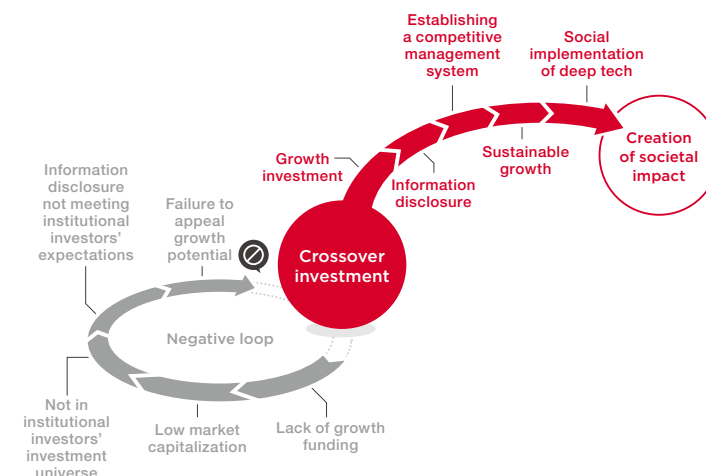 Establishing
a competitive
management
system
Social
implementation
of deep tech
Growth
investment
Information
disclosure
Sustainable
growth
Creation
of societal
impact
Information
disclosure
not meeting
institutional
investors'
expectations
Failure to
appeal
growth
potential
Crossover
investment
Negative loop
Not in
institutional
investors'
investment
universe
Low market
capitalization
Lack of growth
funding